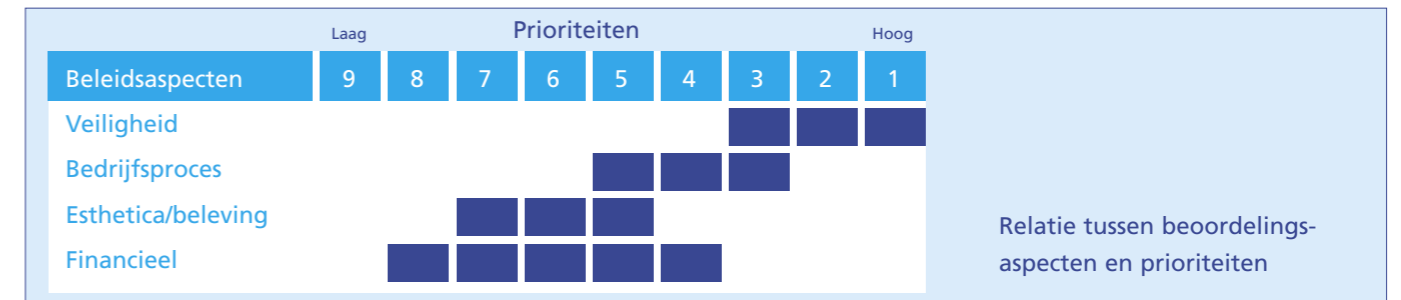 Laag Prioriteiten Hoog
Beleidsaspecten 9 8 7 6 5 4 3 2 1
Veiligheid
Bedrijfsproces
Esthetica/beleving
Financieel
Relatie tussen beoordelings-
aspecten en prioriteiten